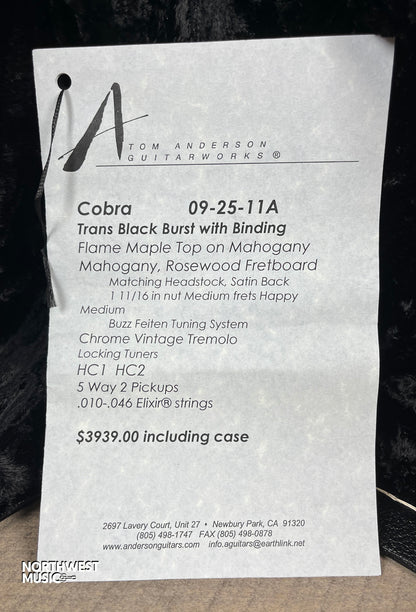 TOM ANDERSON
GUITARWORKS ®
Cobra 09-25-11A
Trans Black Burst with Binding
Flame Maple Top on Mahogany
Mahogany, Rosewood Fretboard
Matching Headstock, Satin Back
1 11/16 in nut Medium frets Happy
Medium
Buzz Feiten Tuning System
Chrome Vintage Tremolo
Locking Tuners
HC1 HC2
5 Way 2 Pickups
.010-.046 Elixir® strings
$3939.00 including case
2697 Lavery Court, Unit 27 • Newbury Park, CA 91320
(805) 498-1747 FAX (805) 498-0878
www.andersonguitars.com info.aguitars@earthlink.net
NORTHWEST
MUSIC